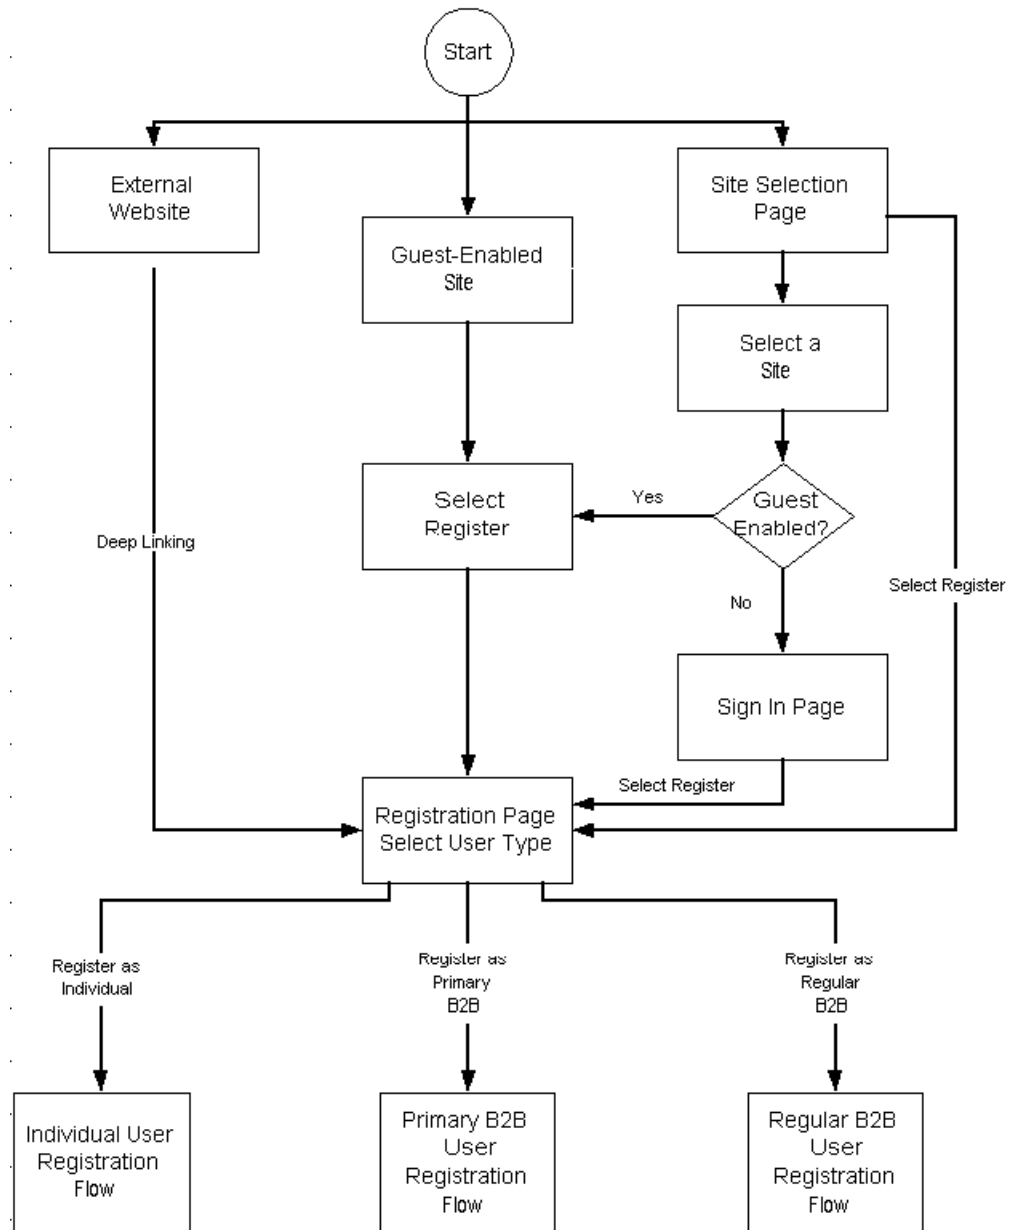 Start
External
Website
Site Selection
Page
Guest-Enabled
Site
Select a
Site
Select
Register
Yes
Guest
Enabled?
Deep Linking
Select Register
No
Sign In Page
Select Register
Registration Page
Select User Type
Register as
Individual
Register as
Primary
B2B
Register as
Regular
B2B
Individual User
Registration
Flow
Primary B2B
User
Registration
Flow
Regular B2B
User
Registration
Flow